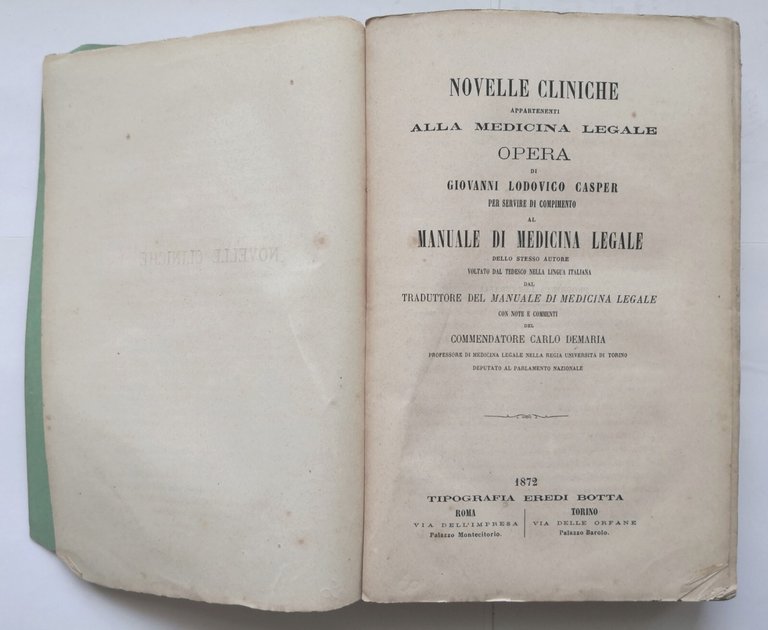 NOVELLE CLINICHE
NOVELLE CLINICHE
APPARTENENTI
ALLA MEDICINA LEGALE
OPERA
DI
GIOVANNI LODOVICO CASPER
PER SERVIRE DI COMPIMENTO
AL
MANUALE DI MEDICINA LEGALE
DELLO STESSO AUTORE
VOLTATO DAL TEDESCO NELLA LINGUA ITALIANA
DAL
TRADUTTORE DEL MANUALE DI MEDICINA LEGALE
CON NOTE E COMMENTI
DEL
COMMENDATORE CARLO DEMARIA
PROFESSORE DI MEDICINA LEGALE NELLA REGIA UNIVERSITÀ DI TORINO
DEPUTATO AL PARLAMENTO NAZIONALE
1872
TIPOGRAFIA EREDI BOTTA
ROMA
VIA DELL'IMPRESA
Palazzo Montecitorio.
TORINO
VIA DELLE ORFANE
Palazzo Barolo.